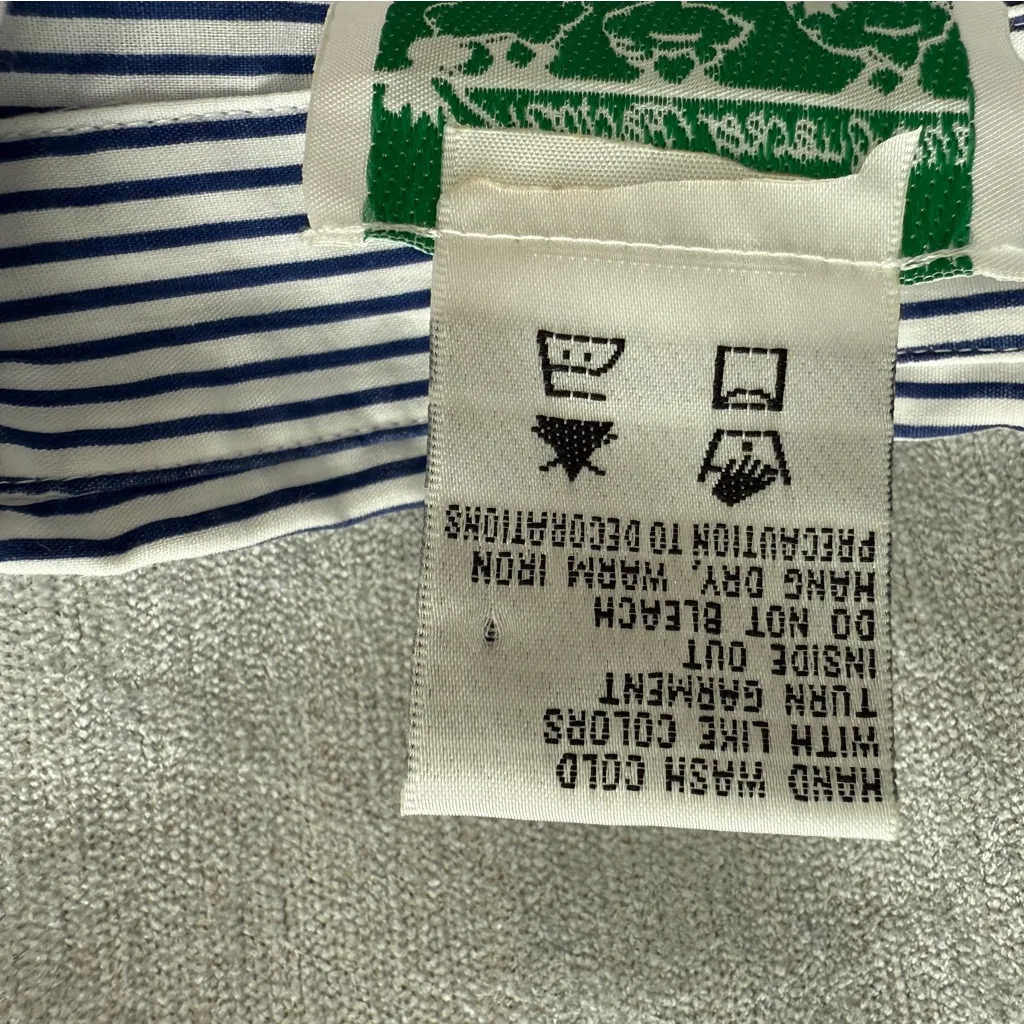 HAND WASH COLD
WITH LIKE COLORS
TURN GARMENT
INSIDE OUT
DO NOT BLEACH
HANG DRY, WARM IRON
PRECAUTION TO DECORATIONS